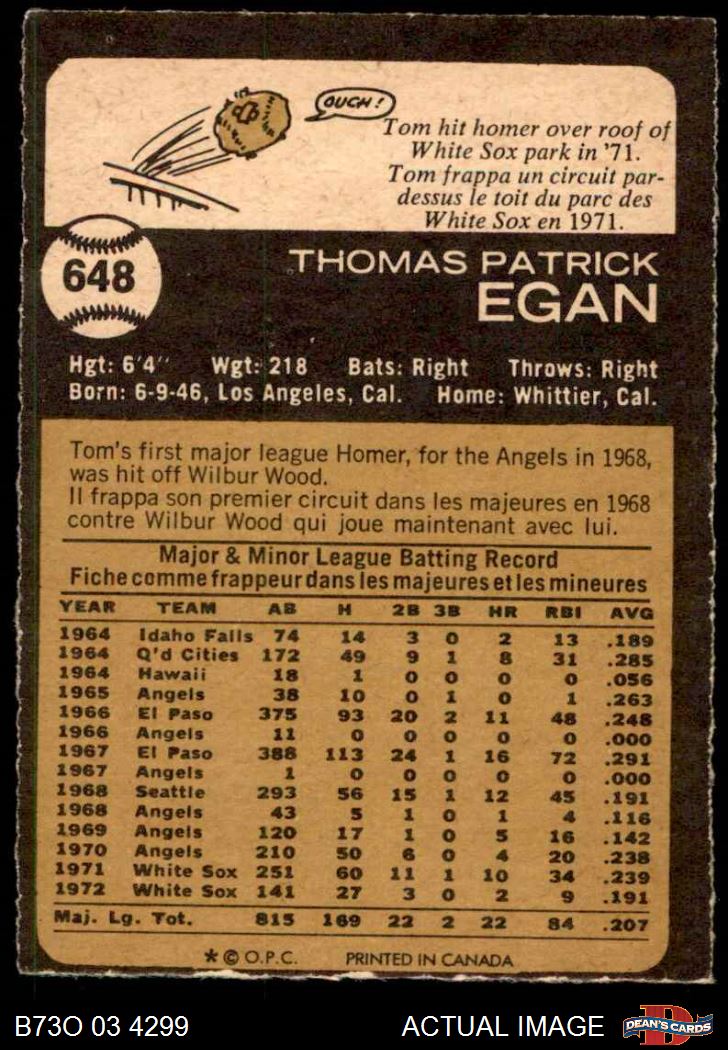 OUCH!
Tom hit homer over roof of
White Sox park in '71.
Tom frappa un circuit par-
dessus le toit du parc des
White Sox en 1971.
648
THOMAS PATRICK
EGAN
Hgt: 6'4" Wgt: 218 Bats: Right Throws: Right
Born: 6-9-46, Los Angeles, Cal. Home: Whittier, Cal.
Tom's first major league Homer, for the Angels in 1968,
was hit off Wilbur Wood.
Il frappa son premier circuit dans les majeures en 1968
contre Wilbur Wood qui joue maintenant avec lui.
Major & Minor League Batting Record
Fiche comme frappeur dans les majeures et les mineures
YEAR TEAM AB H 2B 3B HR RBI AVG
1964 Idaho Falls 74 14 3 0 2 13 .189
1964 Q'd Cities 172 49 9 1 8 31 .285
1964 Hawaii 18 1 0 0 0 0 .056
1965 Angels 38 10 0 1 0 1 .263
1966 El Paso 375 93 20 2 11 48 .248
1966 Angels 11 0 0 0 0 0 .000
1967 El Paso 388 113 24 1 16 72 .291
1967 Angels 1 0 0 0 0 0 .000
1968 Seattle 293 56 15 1 12 45 .191
1968 Angels 43 5 1 0 1 4 .116
1969 Angels 120 17 1 0 5 16 .142
1970 Angels 210 50 6 0 4 20 .238
1971 White Sox 251 60 11 1 10 34 .239
1972 White Sox 141 27 3 0 2 9 .191
Maj. Lg. Tot. 815 169 22 2 22 84 .207
* © O.P.C. PRINTED IN CANADA
B73O 03 4299 ACTUAL IMAGE
DEAN'S CARDS